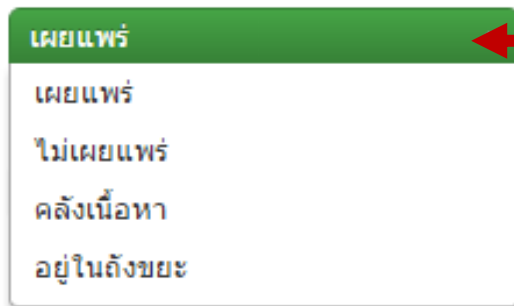 เผยแพร่
เผยแพร่
ไม่เผยแพร่
คลังเนื้อหา
อยู่ในถังขยะ